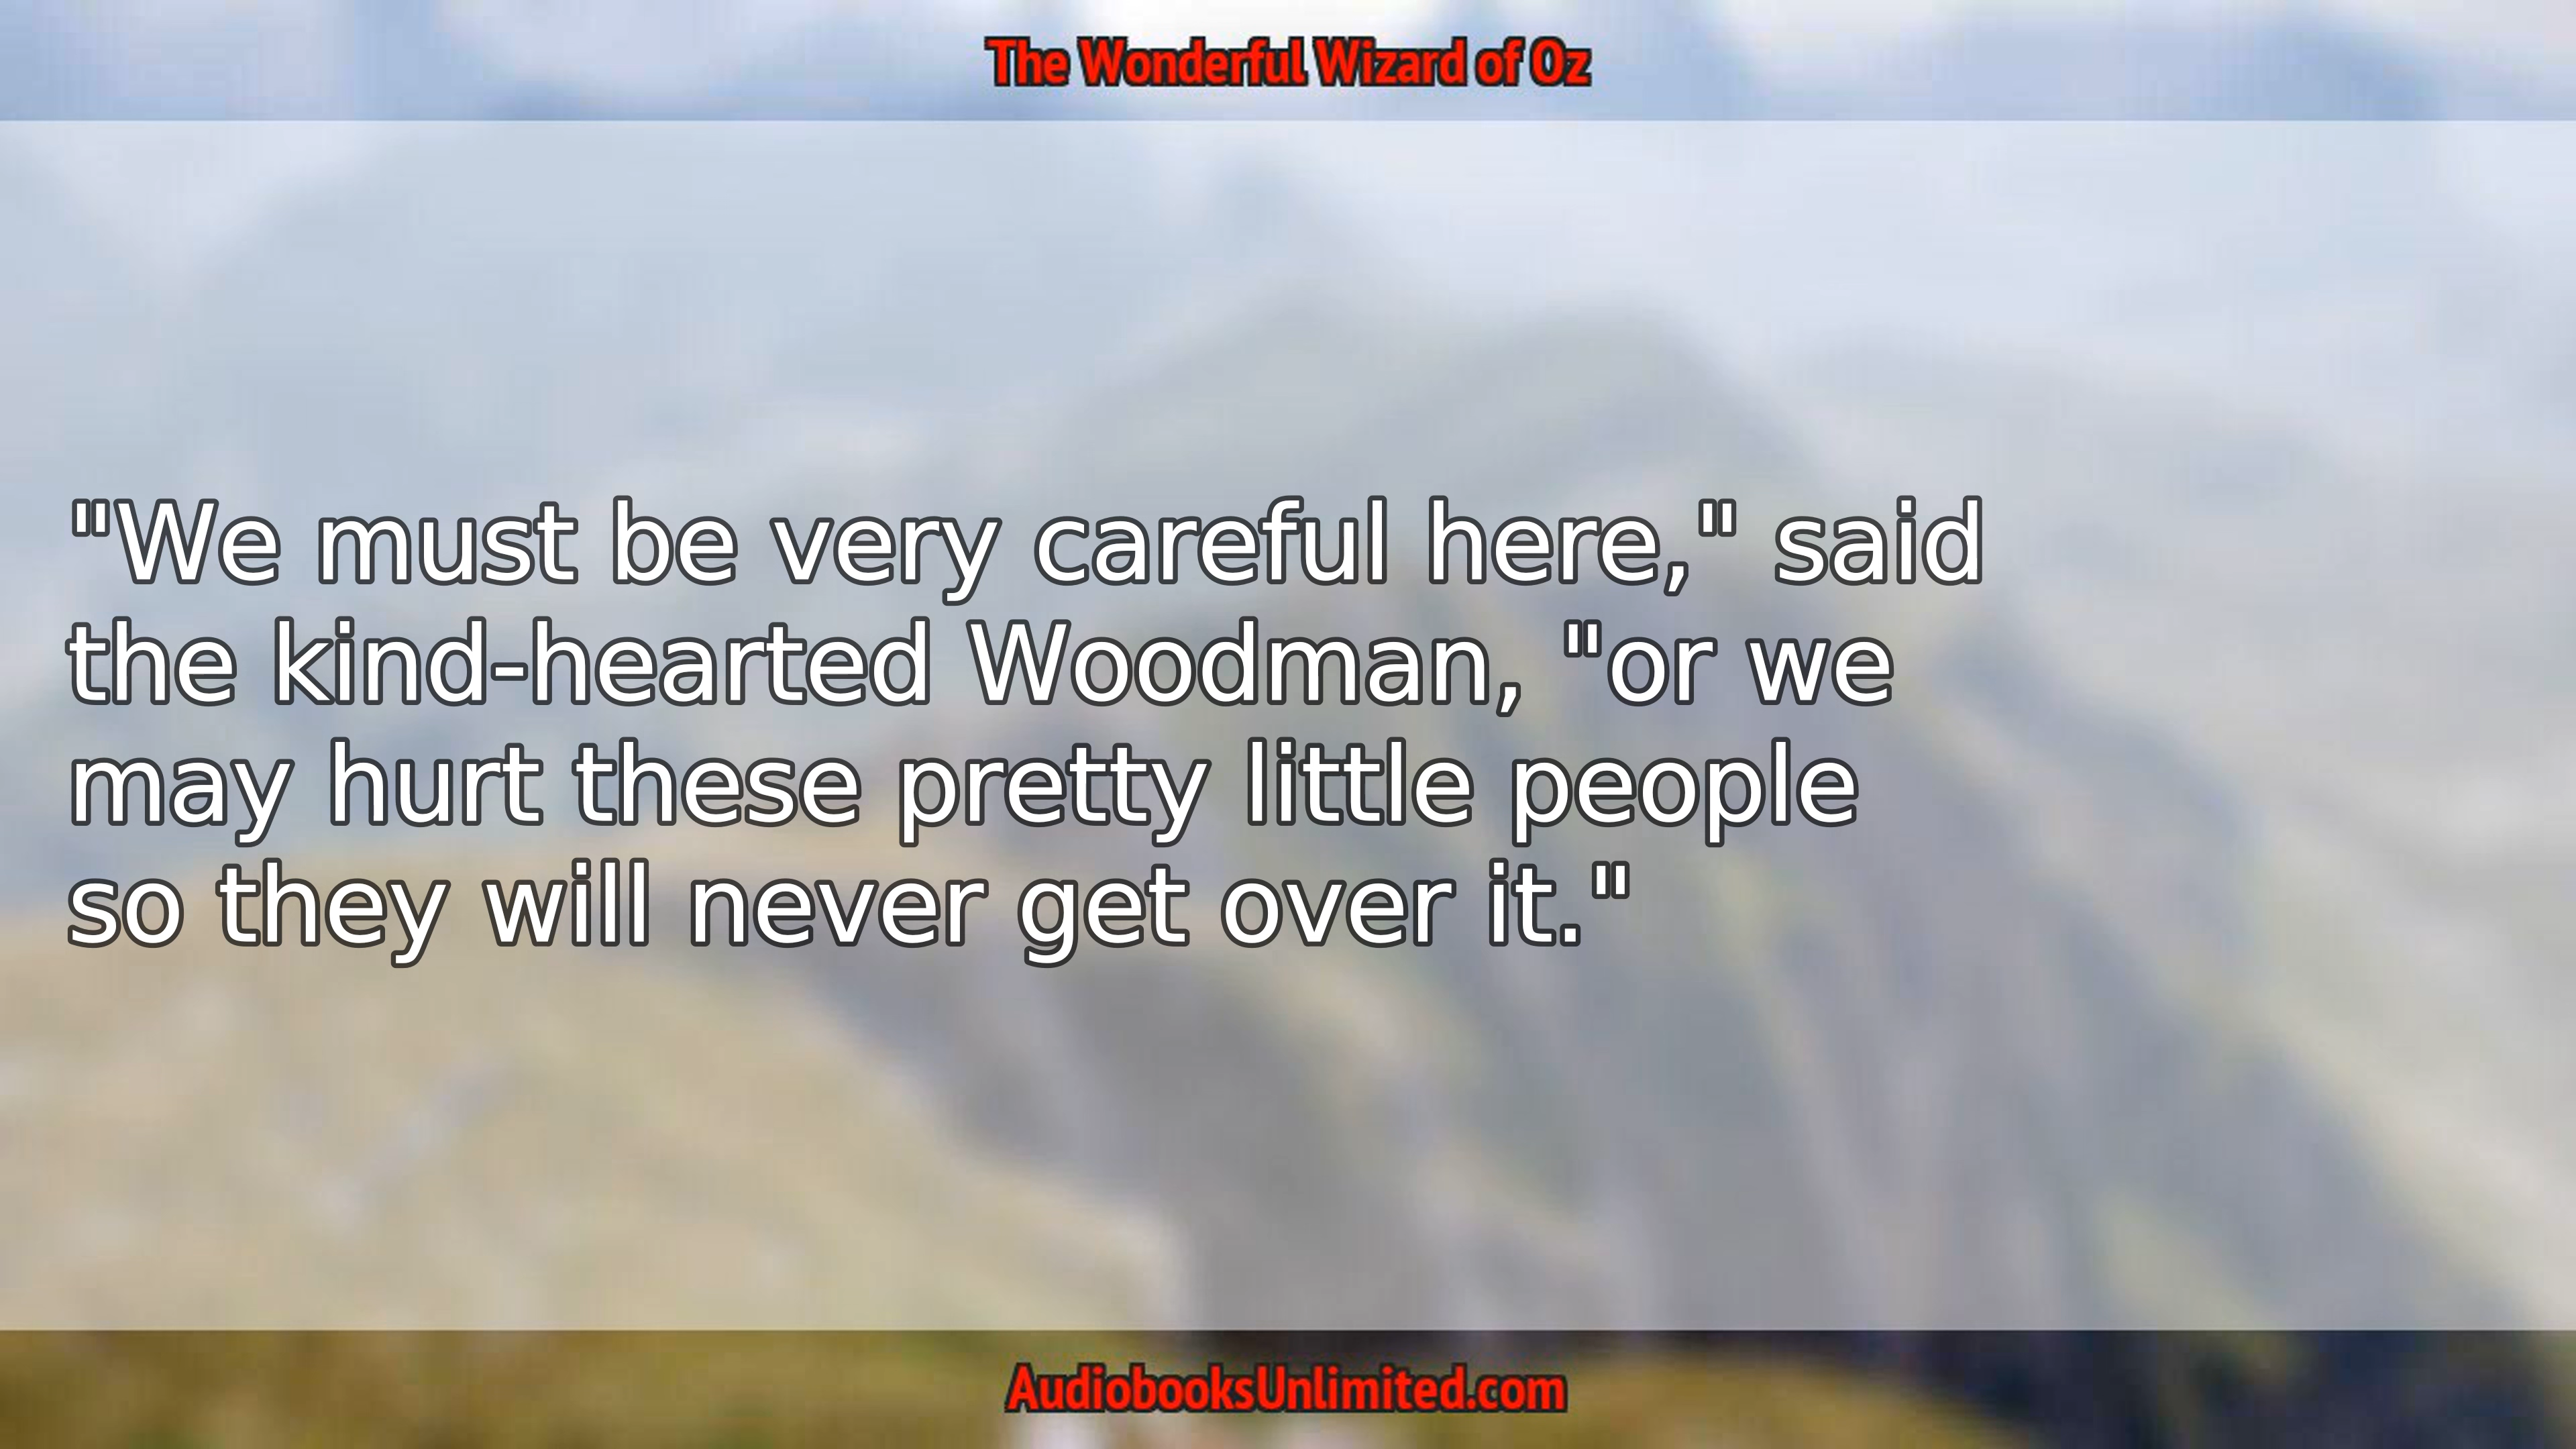 The Wonderful Wizard of Oz
"We must be very careful here," said
the kind-hearted Woodman, "or we
may hurt these pretty little people
so they will never get over it."
AudiobooksUnlimited.com